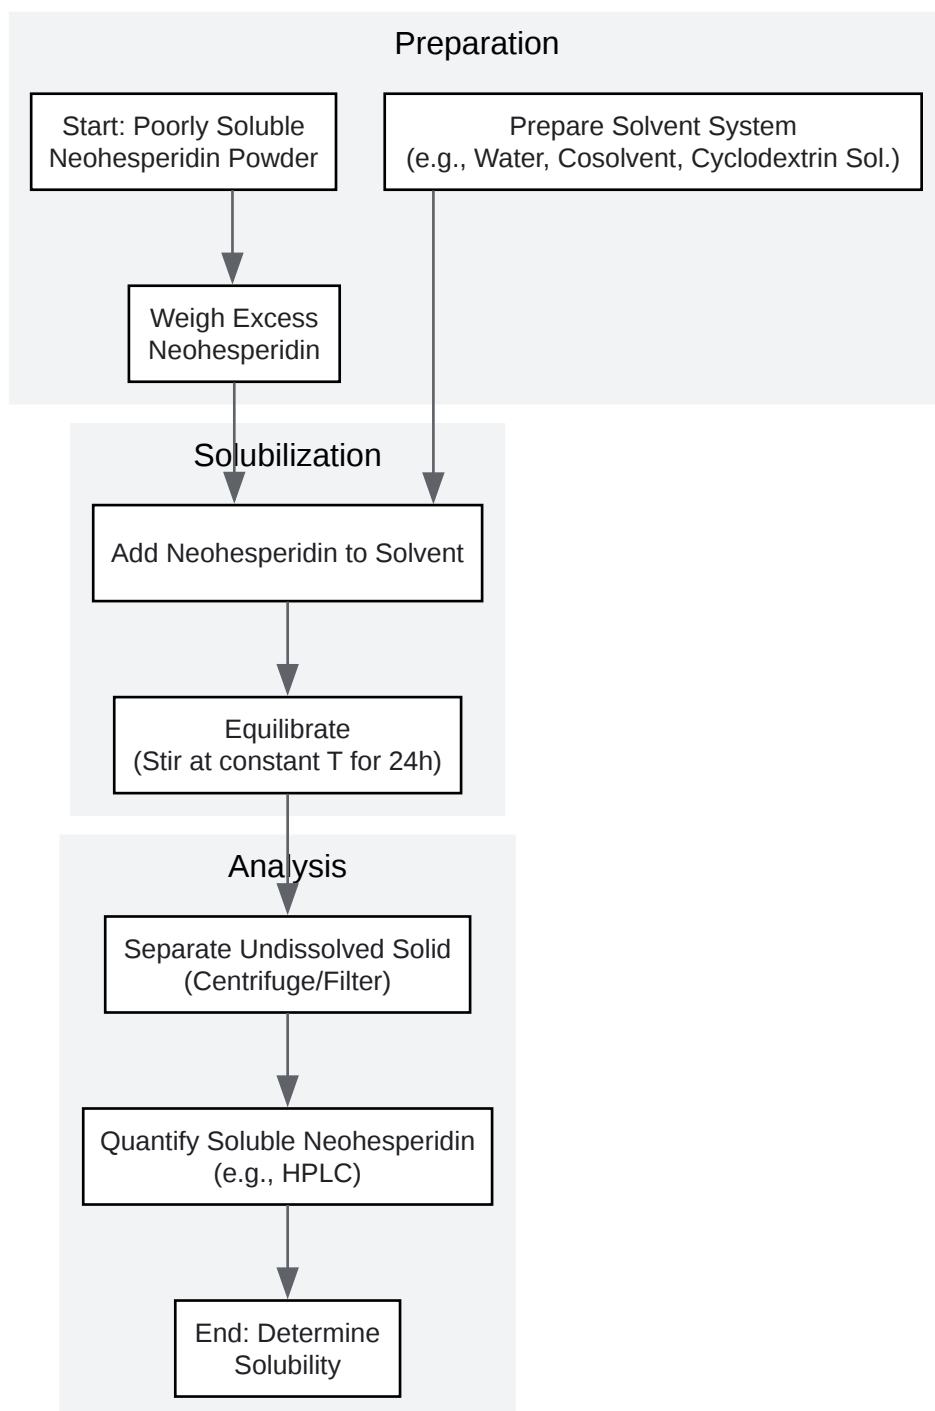 Preparation
Start: Poorly Soluble
Neohesperidin Powder
Prepare Solvent System
(e.g., Water, Cosolvent, Cyclodextrin Sol.)
Weigh Excess
Neohesperidin
Solubilization
Add Neohesperidin to Solvent
Equilibrate
(Stir at constant T for 24h)
Analysis
Separate Undissolved Solid
(Centrifuge/Filter)
Quantify Soluble Neohesperidin
(e.g., HPLC)
End: Determine
Solubility